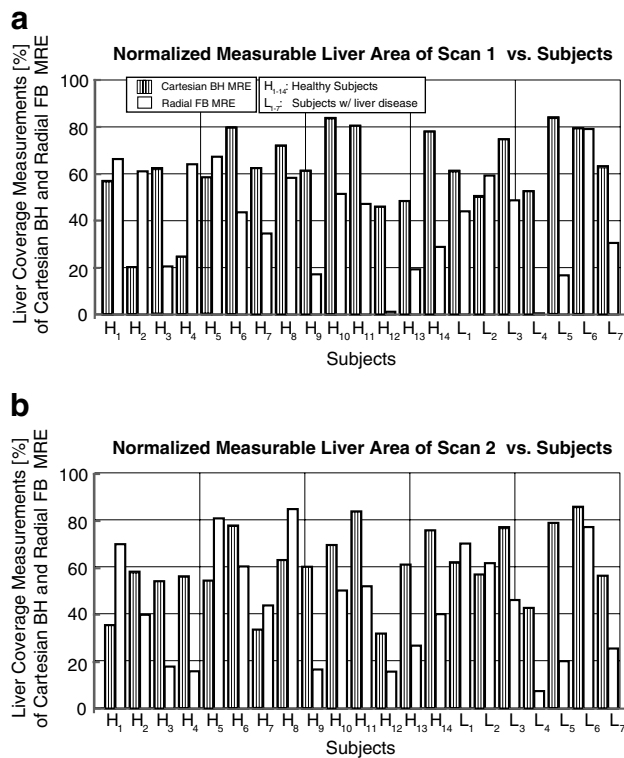 a
Normalized Measurable Liver Area of Scan 1 vs. Subjects
Liver Coverage Measurements [%]
of Cartesian BH and Radial FB MRE
100
80
60
40
20
0
Cartesian BH MRE
Radial FB MRE
H1-14: Healthy Subjects
L1-7: Subjects w/ liver disease
H1 H2 H3 H4 H5 H6 H7 H8 H9 H10 H11 H12 H13 H14 L1 L2 L3 L4 L5 L6 L7
Subjects
b
Normalized Measurable Liver Area of Scan 2 vs. Subjects
Liver Coverage Measurements [%]
of Cartesian BH and Radial FB MRE
100
80
60
40
20
0
H1 H2 H3 H4 H5 H6 H7 H8 H9 H10 H11 H12 H13 H14 L1 L2 L3 L4 L5 L6 L7
Subjects